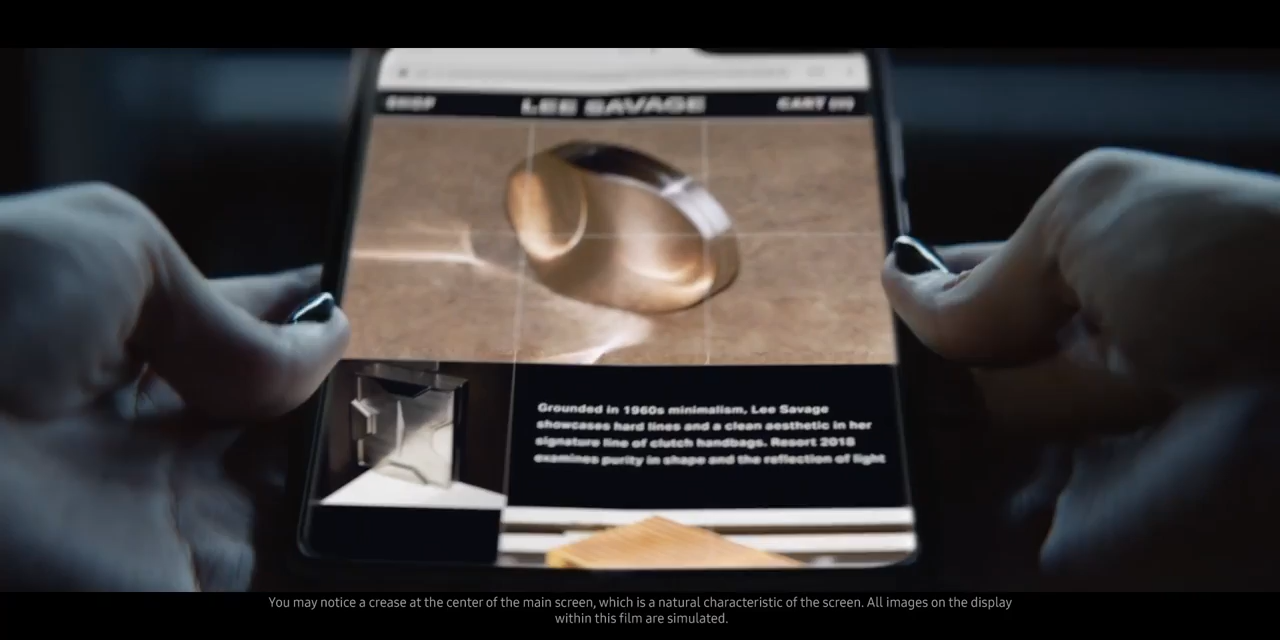 SHOP LEE SAVAGE CART (0)
Grounded in 1960s minimalism, Lee Savage
showcases hard lines and a clean aesthetic in her
signature line of clutch handbags. Resort 2018
examines purity in shape and the reflection of light
You may notice a crease at the center of the main screen, which is a natural characteristic of the screen. All images on the display
within this film are simulated.